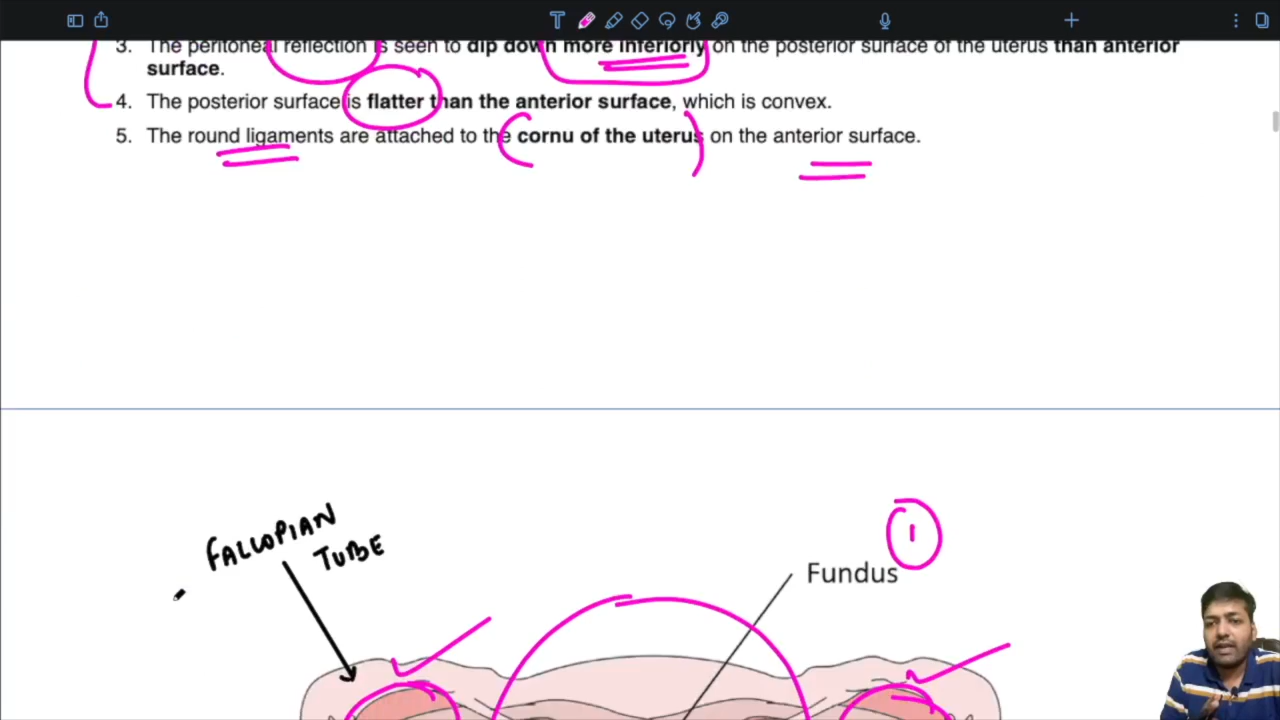 3. The peritoneal reflection is seen to dip down more inferiorly on the posterior surface of the uterus than anterior
surface.
4. The posterior surface is flatter than the anterior surface, which is convex.
5. The round ligaments are attached to the cornu of the uterus on the anterior surface.
FALLOPIAN
TUBE
1
Fundus